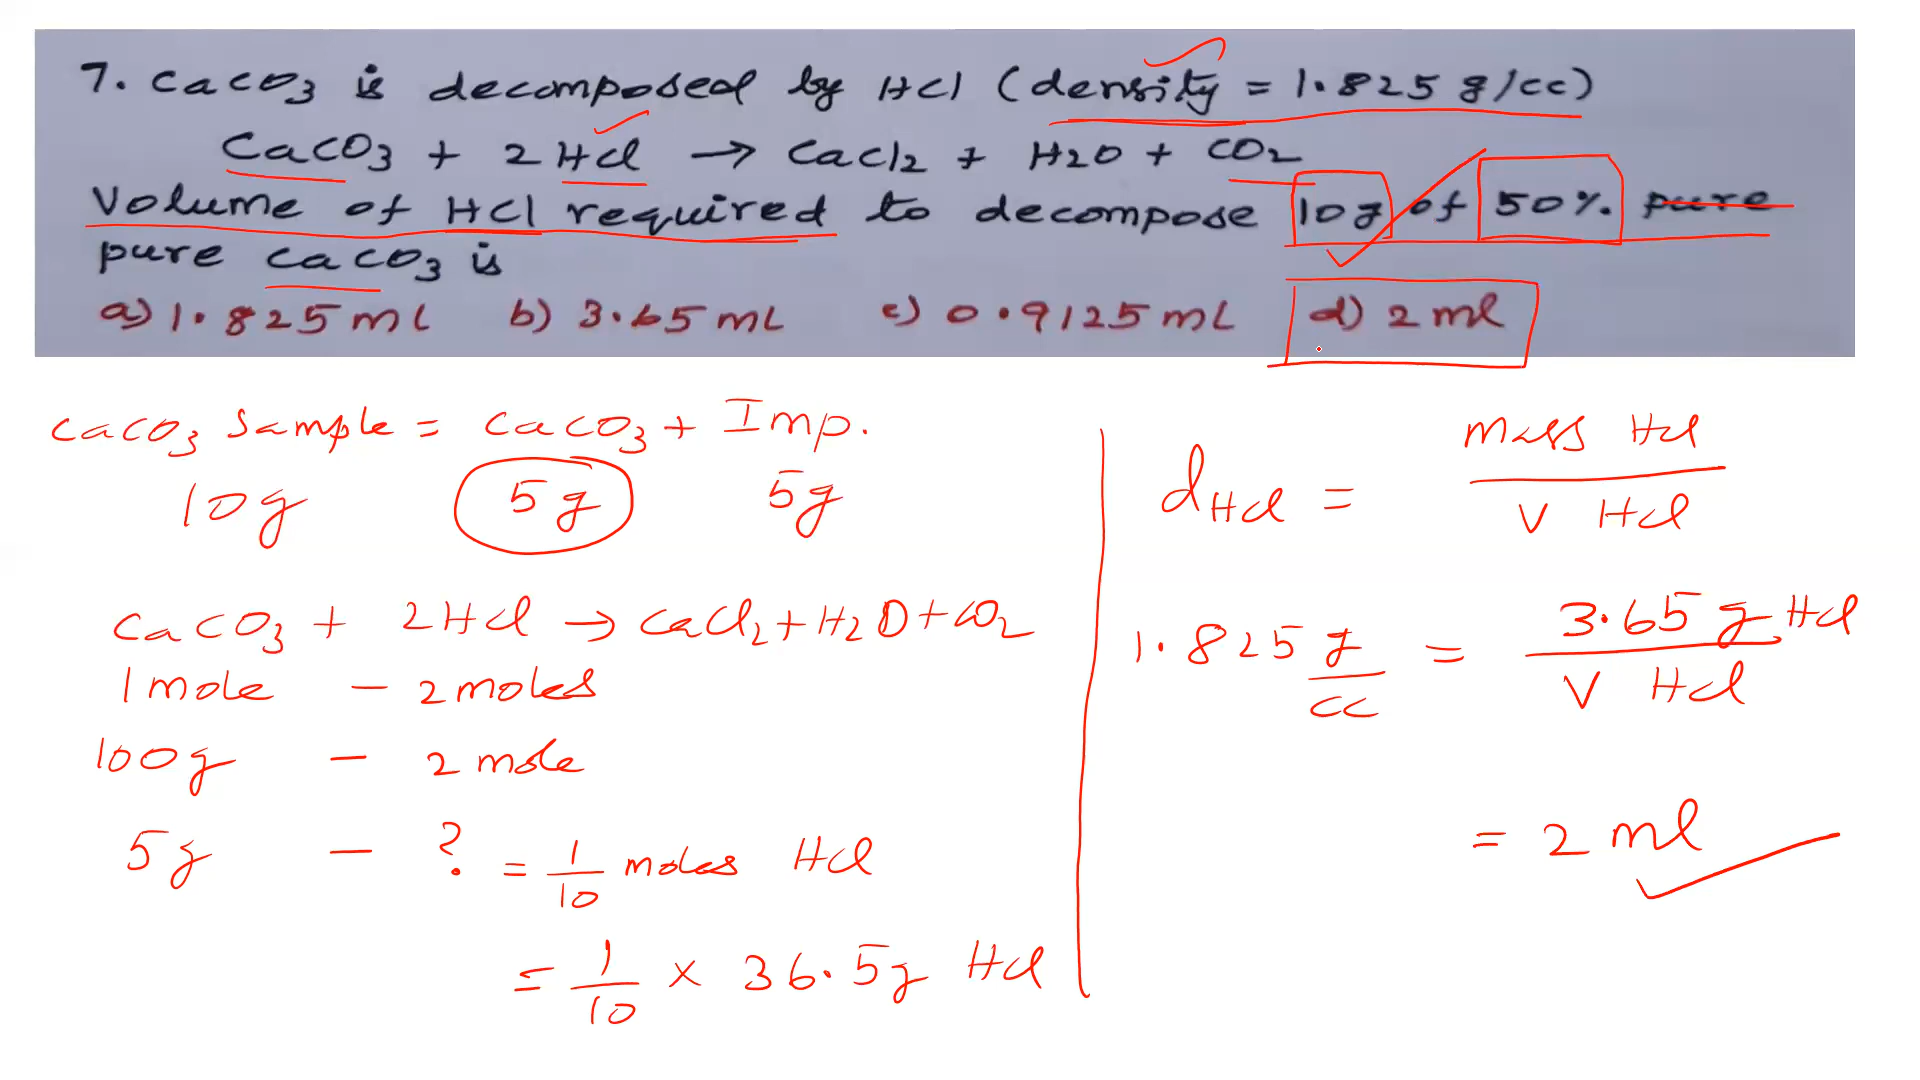 7. CaCO3 is decomposed by HCl (density = 1.825 g/cc)
CaCO3 + 2HCl → CaCl2 + H2O + CO2
Volume of HCl required to decompose 10g of 50% pure
pure CaCO3 is
a) 1.825 mL b) 3.65 mL c) 0.9125 mL d) 2 ml
CaCO3 Sample = CaCO3 + Imp.
10g 5g 5g
CaCO3 + 2HCl → CaCl2 + H2O + CO2
1 mole – 2 moles
100g – 2 mole
5g – ? = 1/10 moles HCl
= 1/10 × 36.5g HCl
dHCl = mass HCl / V HCl
1.825 g/cc = 3.65 g HCl / V HCl
= 2 ml